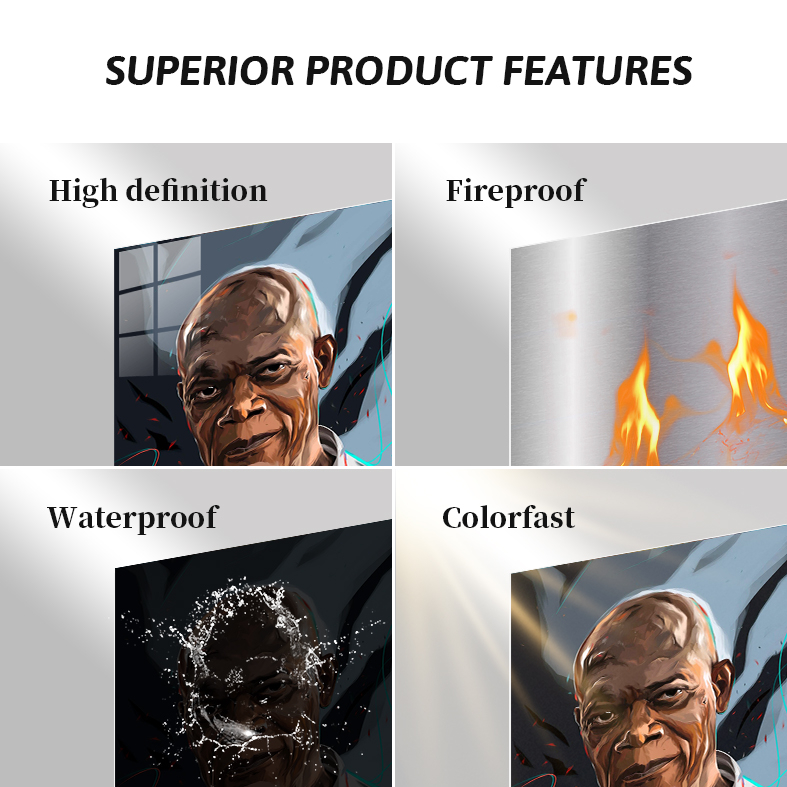 SUPERIOR PRODUCT FEATURES
High definition
Fireproof
Waterproof
Colorfast